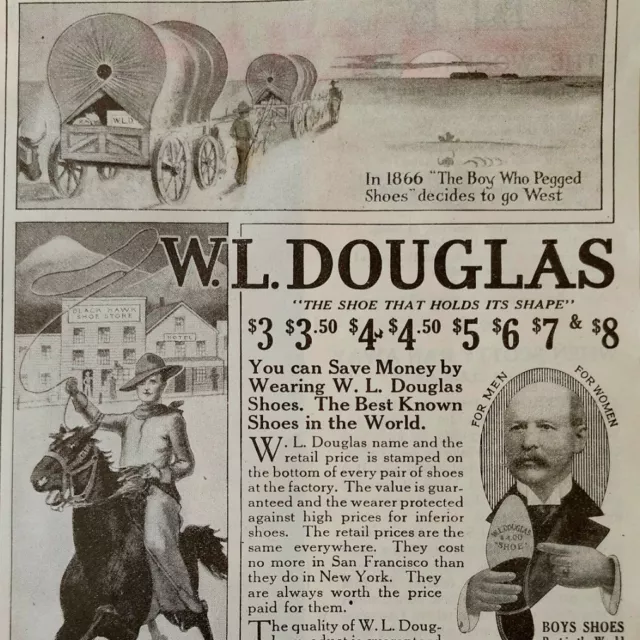 W.L.D
In 1866 "The Boy Who Pegged
Shoes" decides to go West
W.L. DOUGLAS
"THE SHOE THAT HOLDS ITS SHAPE"
$3 $3.50 $4 $4.50 $5 $6 $7 & $8
BLACK HAWK
SHOE STORE
HOTEL
You can Save Money by
Wearing W. L. Douglas
Shoes. The Best Known
Shoes in the World.
W. L. Douglas name and the
retail price is stamped on
the bottom of every pair of shoes
at the factory. The value is guar-
anteed and the wearer protected
against high prices for inferior
shoes. The retail prices are the
same everywhere. They cost
no more in San Francisco than
they do in New York. They
are always worth the price
paid for them.
The quality of W. L. Doug-
FOR MEN
FOR WOMEN
W.L.DOUGLAS
$4.00
SHOE
BOYS SHOES